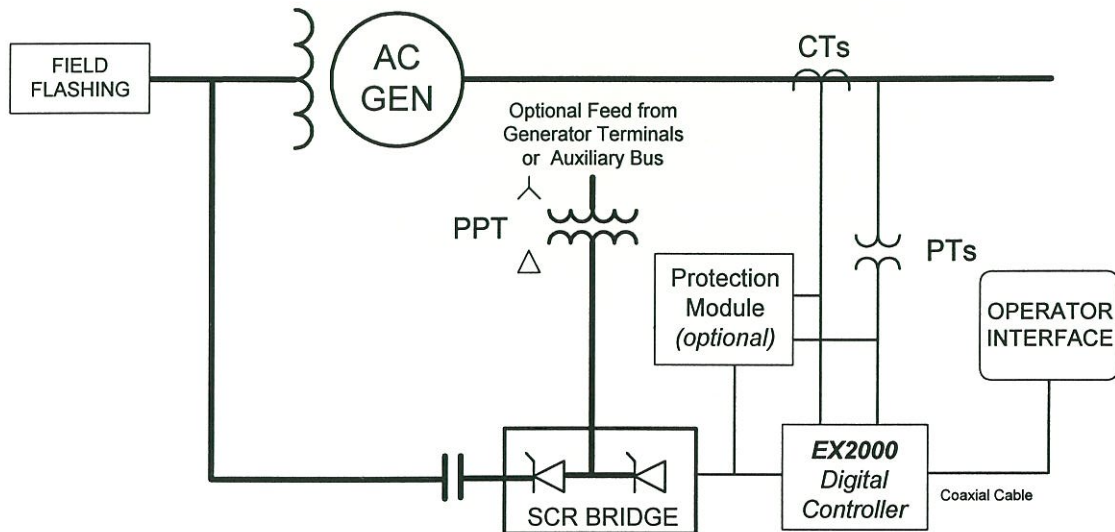 FIELD
FLASHING
AC
GEN
CTs
Optional Feed from
Generator Terminals
or Auxiliary Bus
PPT
PTs
Protection
Module
(optional)
OPERATOR
INTERFACE
EX2000
Digital
Controller
Coaxial Cable
SCR BRIDGE